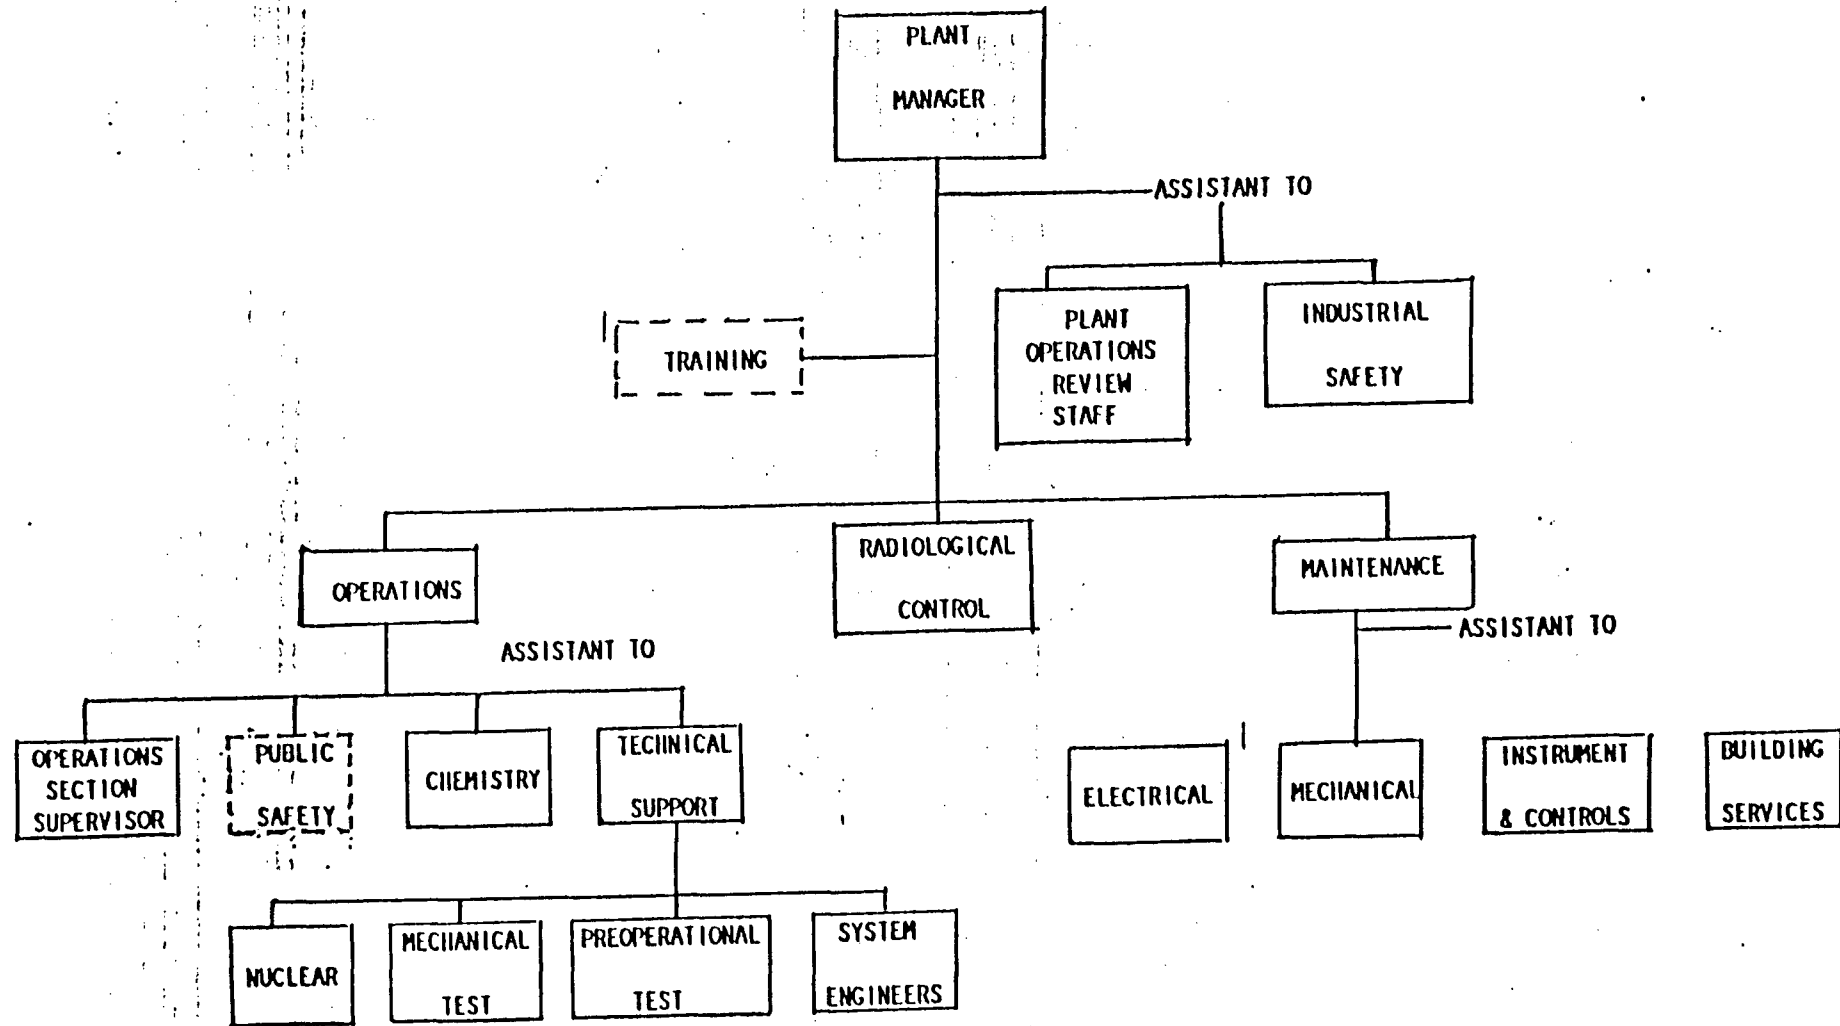 PLANT
MANAGER
ASSISTANT TO
PLANT
OPERATIONS
REVIEW
STAFF
INDUSTRIAL
SAFETY
TRAINING
OPERATIONS
RADIOLOGICAL
CONTROL
MAINTENANCE
ASSISTANT TO
ASSISTANT TO
OPERATIONS
SECTION
SUPERVISOR
PUBLIC
SAFETY
CHEMISTRY
TECHNICAL
SUPPORT
ELECTRICAL
MECHANICAL
INSTRUMENT
& CONTROLS
BUILDING
SERVICES
NUCLEAR
MECHANICAL
TEST
PREOPERATIONAL
TEST
SYSTEM
ENGINEERS